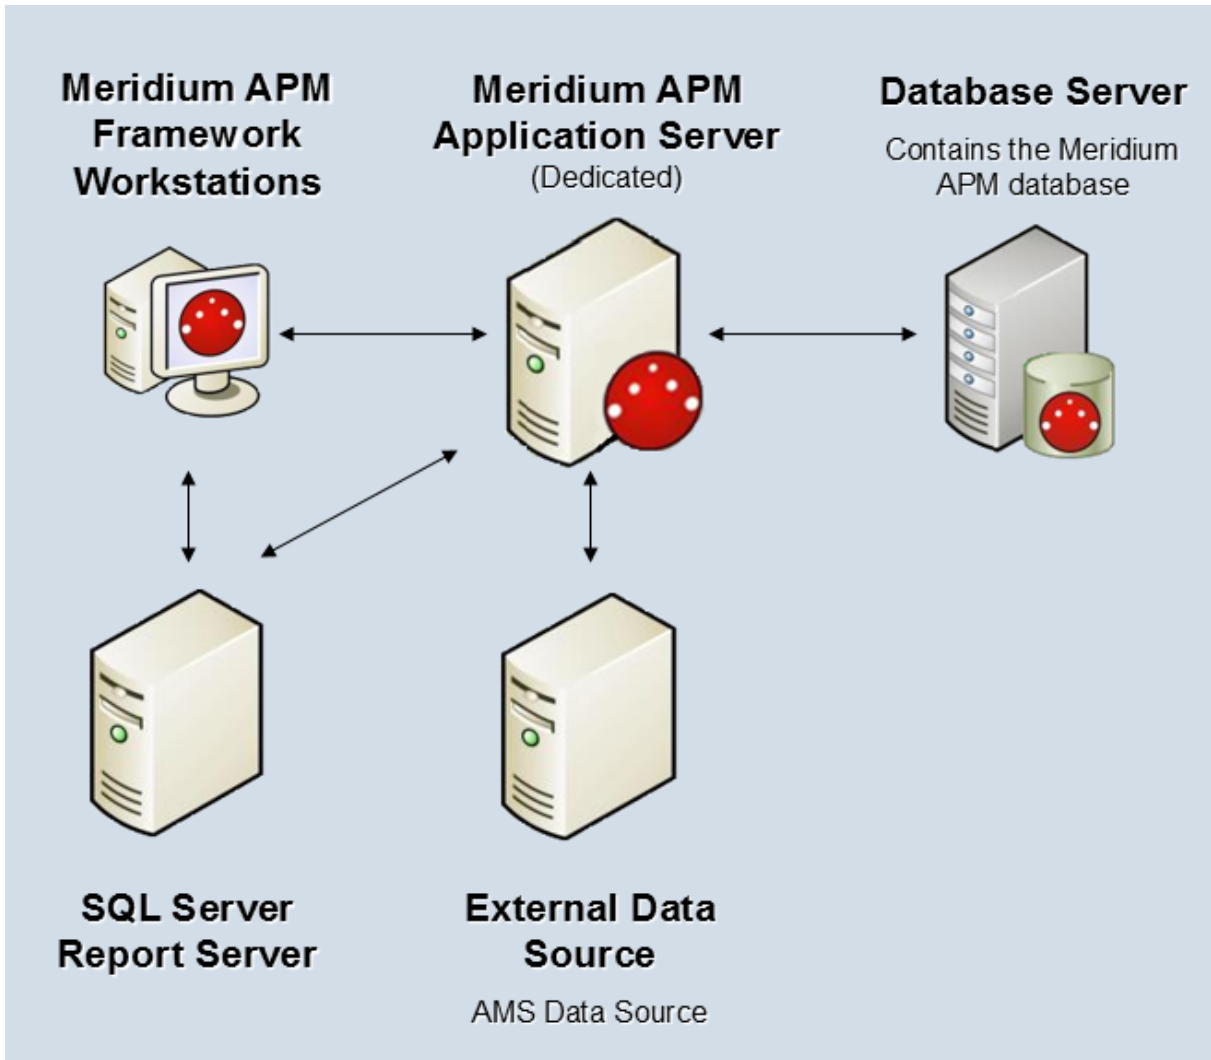 Meridium APM
Framework
Workstations
Meridium APM
Application Server
(Dedicated)
Database Server
Contains the Meridium
APM database
SQL Server
Report Server
External Data
Source
AMS Data Source